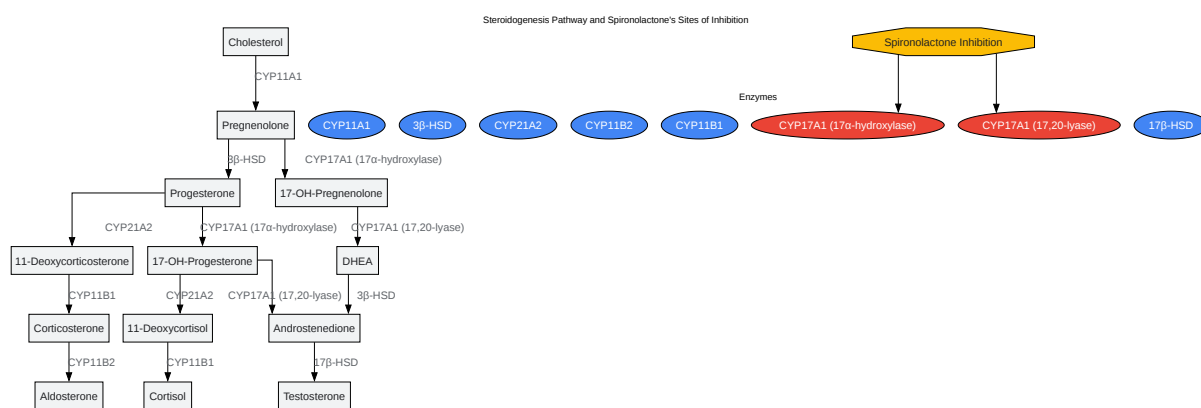 Steroidogenesis Pathway and Spironolactone's Sites of Inhibition
Cholesterol
Spironolactone Inhibition
CYP11A1
Enzymes
Pregnenolone
CYP11A1
3β-HSD
CYP21A2
CYP11B2
CYP11B1
CYP17A1 (17α-hydroxylase)
CYP17A1 (17,20-lyase)
17β-HSD
3β-HSD
CYP17A1 (17α-hydroxylase)
Progesterone
17-OH-Pregnenolone
CYP21A2
CYP17A1 (17α-hydroxylase)
CYP17A1 (17,20-lyase)
11-Deoxycorticosterone
17-OH-Progesterone
DHEA
CYP11B1
CYP21A2
CYP17A1 (17,20-lyase)
3β-HSD
Corticosterone
11-Deoxycortisol
Androstenedione
CYP11B2
CYP11B1
17β-HSD
Aldosterone
Cortisol
Testosterone